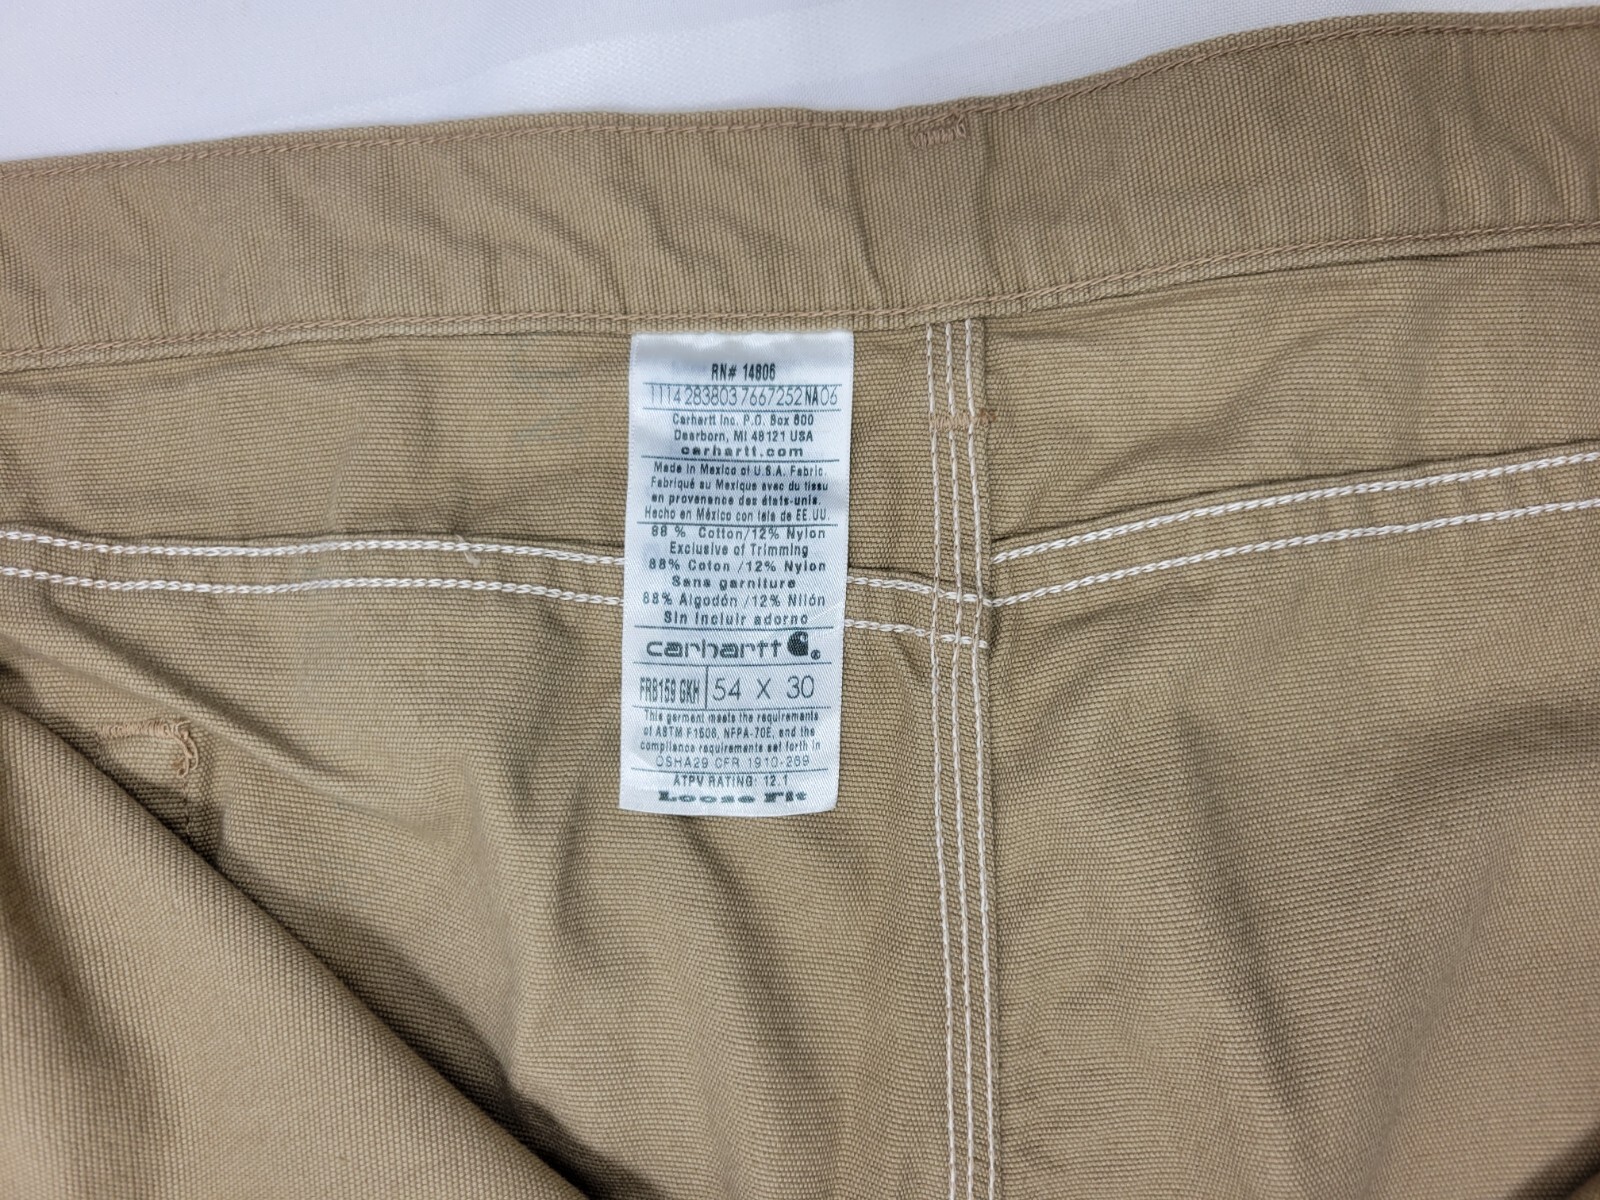 RN# 14806
1114 283803 7667252 NA06
Carhartt Inc. P.O. Box 600
Dearborn, MI 48121 USA
carhartt.com
Made in Mexico of U.S.A. Fabric.
Fabriqué au Mexique avec du tissu
en provenance des états-unis.
Hecho en México con tela de EE.UU.
88 % Cotton/12% Nylon
Exclusive of Trimming
88% Coton /12% Nylon
Sans garniture
88% Algodón /12% Nilón
Sin incluir adorno
carhartt ®
FRB159 GKH 54 X 30
This garment meets the requirements
of ASTM F1506, NFPA-70E, and the
compliance requirements set forth in
OSHA29 CFR 1910-269
ATPV RATING: 12.1
Loose Fit